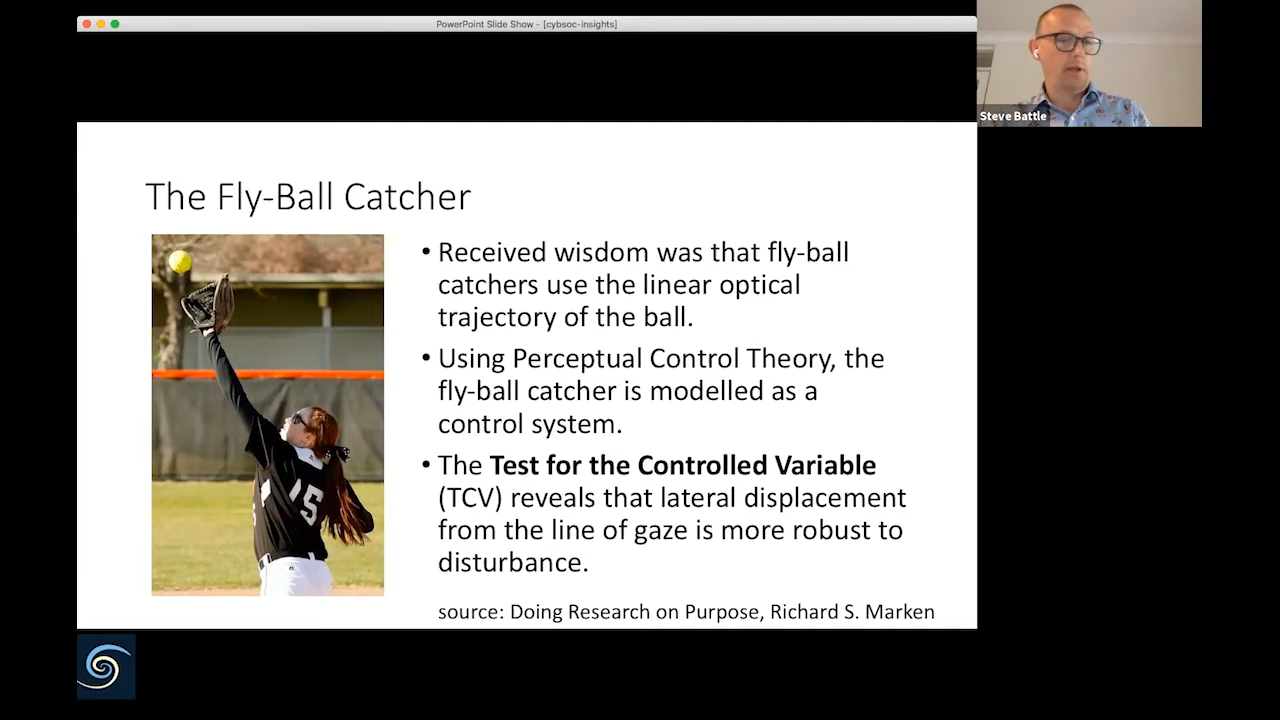 PowerPoint Slide Show - [cybsoc-insights]
Steve Battle
The Fly-Ball Catcher
• Received wisdom was that fly-ball
catchers use the linear optical
trajectory of the ball.
• Using Perceptual Control Theory, the
fly-ball catcher is modelled as a
control system.
• The Test for the Controlled Variable
(TCV) reveals that lateral displacement
from the line of gaze is more robust to
disturbance.
source: Doing Research on Purpose, Richard S. Marken
15